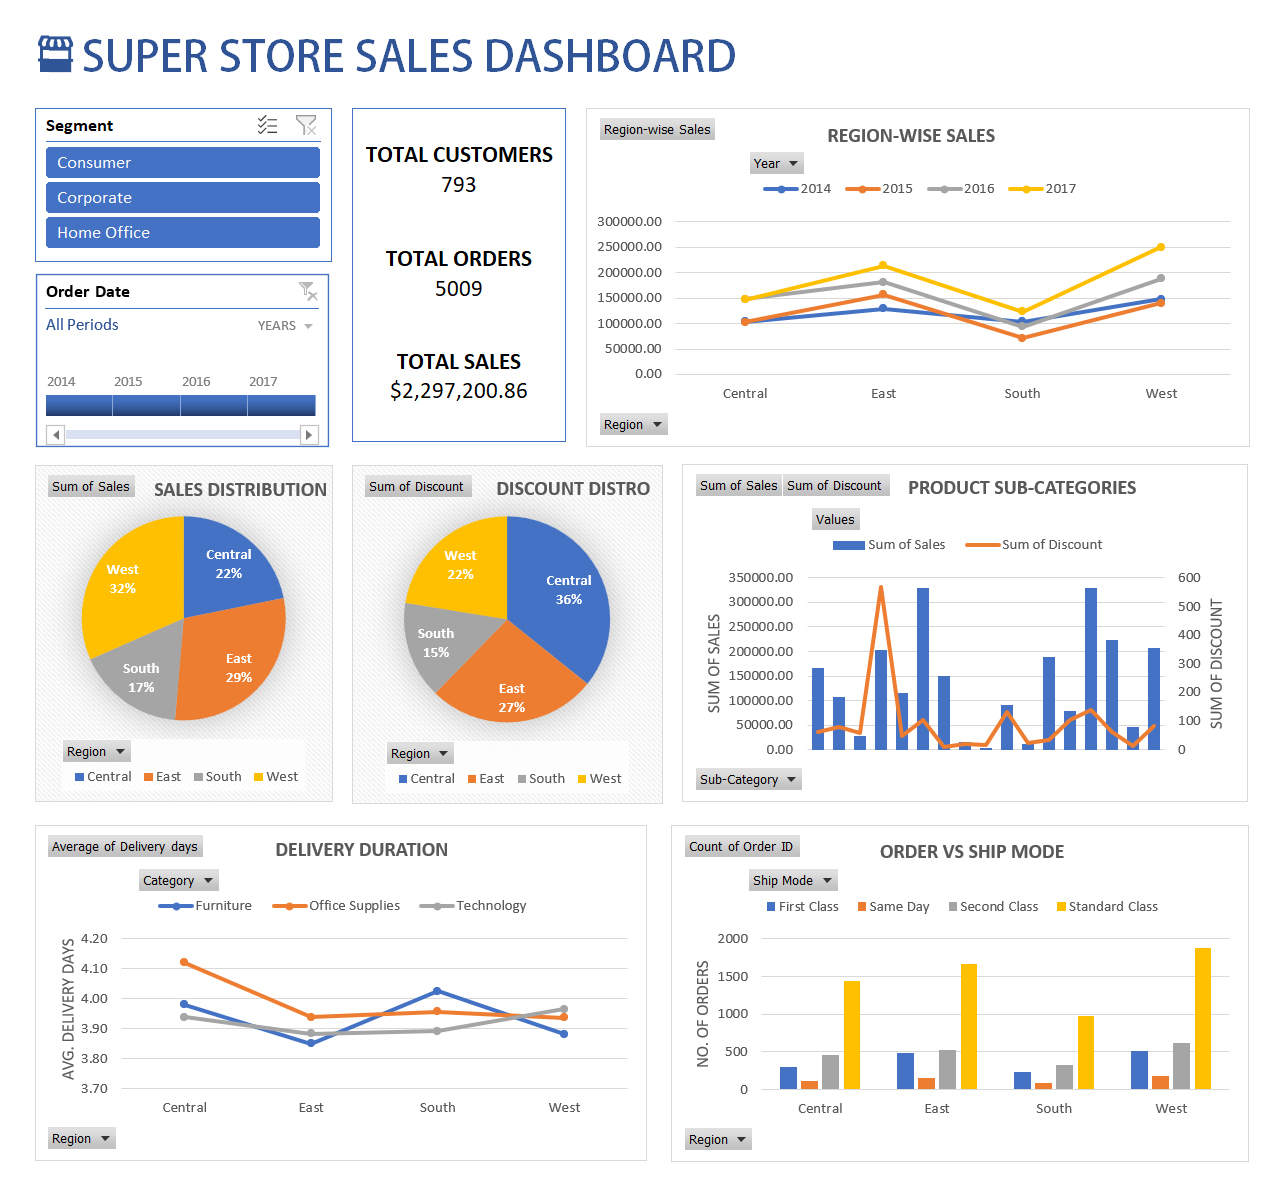 SUPER STORE SALES DASHBOARD
Segment
Consumer
Corporate
Home Office
Order Date
All Periods
YEARS
2014 2015 2016 2017
TOTAL CUSTOMERS
793
TOTAL ORDERS
5009
TOTAL SALES
$2,297,200.86
Region-wise Sales
REGION-WISE SALES
Year
2014 2015 2016 2017
300000.00
250000.00
200000.00
150000.00
100000.00
50000.00
0.00
Central East South West
Region
Sum of Sales
SALES DISTRIBUTION
Central
22%
East
29%
South
17%
West
32%
Region
Central East South West
Sum of Discount
DISCOUNT DISTRO
Central
36%
East
27%
South
15%
West
22%
Region
Central East South West
Sum of Sales Sum of Discount
PRODUCT SUB-CATEGORIES
Values
Sum of Sales Sum of Discount
SUM OF SALES
350000.00
300000.00
250000.00
200000.00
150000.00
100000.00
50000.00
0.00
600
500
400
300
200
100
0
SUM OF DISCOUNT
Sub-Category
Average of Delivery days
DELIVERY DURATION
Category
Furniture Office Supplies Technology
AVG. DELIVERY DAYS
4.20
4.10
4.00
3.90
3.80
3.70
Central East South West
Region
Count of Order ID
ORDER VS SHIP MODE
Ship Mode
First Class Same Day Second Class Standard Class
NO. OF ORDERS
2000
1500
1000
500
0
Central East South West
Region